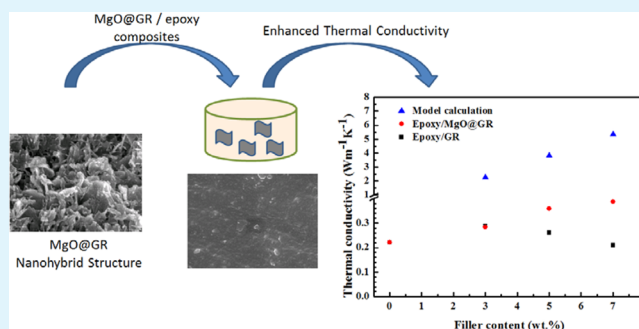 MgO@GR / epoxy
composites
Enhanced Thermal Conductivity
MgO@GR
Nanohybrid Structure
Thermal conductivity (Wm⁻¹K⁻¹)
8
7
6
5
4
3
2
1
0.3
0.2
0.1
0.0
Model calculation
Epoxy/MgO@GR
Epoxy/GR
0 1 2 3 4 5 6 7
Filler content (wt.%)